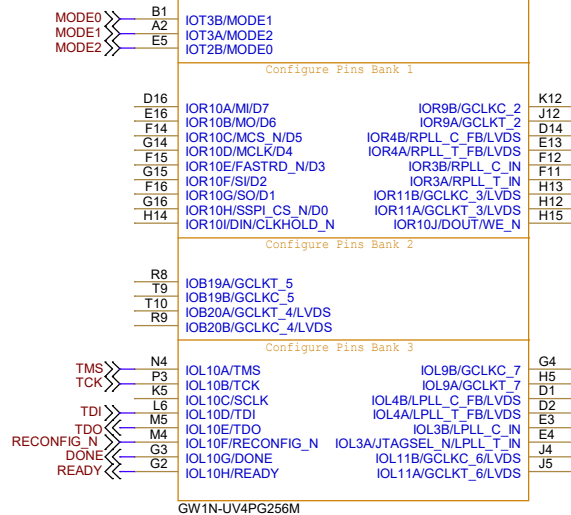 MODE0 B1 IOT3B/MODE1
MODE1 A2 IOT3A/MODE2
MODE2 E5 IOT2B/MODE0
Configure Pins Bank 1
D16 IOR10A/MI/D7 IOR9B/GCLKC_2 K12
E16 IOR10B/MO/D6 IOR9A/GCLKT_2 J12
F14 IOR10C/MCS_N/D5 IOR4B/RPLL_C_FB/LVDS D14
G14 IOR10D/MCLK/D4 IOR4A/RPLL_T_FB/LVDS E13
F15 IOR10E/FASTRD_N/D3 IOR3B/RPLL_C_IN F12
G15 IOR10F/SI/D2 IOR3A/RPLL_T_IN F11
F16 IOR10G/SO/D1 IOR11B/GCLKC_3/LVDS H13
G16 IOR10H/SSPI_CS_N/D0 IOR11A/GCLKT_3/LVDS H12
H14 IOR10I/DIN/CLKHOLD_N IOR10J/DOUT/WE_N H15
Configure Pins Bank 2
R8 IOB19A/GCLKT_5
T9 IOB19B/GCLKC_5
T10 IOB20A/GCLKT_4/LVDS
R9 IOB20B/GCLKC_4/LVDS
Configure Pins Bank 3
TMS N4 IOL10A/TMS IOL9B/GCLKC_7 G4
TCK P3 IOL10B/TCK IOL9A/GCLKT_7 H5
K5 IOL10C/SCLK IOL4B/LPLL_C_FB/LVDS D1
TDI L6 IOL10D/TDI IOL4A/LPLL_T_FB/LVDS D2
TDO M5 IOL10E/TDO IOL3B/LPLL_C_IN E3
RECONFIG_N M4 IOL10F/RECONFIG_N IOL3A/JTAGSEL_N/LPLL_T_IN E4
DONE G3 IOL10G/DONE IOL11B/GCLKC_6/LVDS J4
READY G2 IOL10H/READY IOL11A/GCLKT_6/LVDS J5
GW1N-UV4PG256M